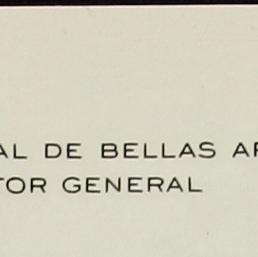 AL DE BELLAS AR
TOR GENERAL